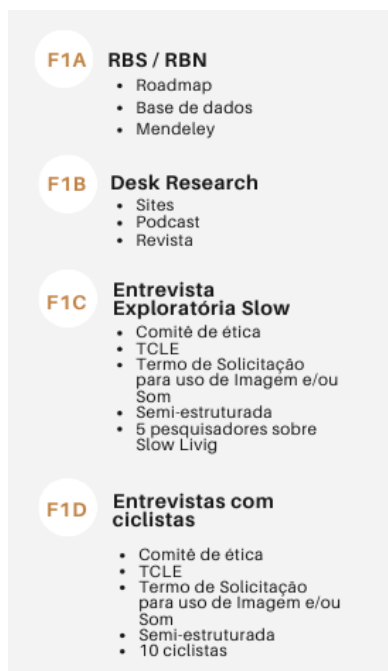 F1A RBS / RBN
• Roadmap
• Base de dados
• Mendeley
F1B Desk Research
• Sites
• Podcast
• Revista
F1C Entrevista
Exploratória Slow
• Comitê de ética
• TCLE
• Termo de Solicitação
para uso de Imagem e/ou
Som
• Semi-estruturada
• 5 pesquisadores sobre
Slow Livig
F1D Entrevistas com
ciclistas
• Comitê de ética
• TCLE
• Termo de Solicitação
para uso de Imagem e/ou
Som
• Semi-estruturada
• 10 ciclistas